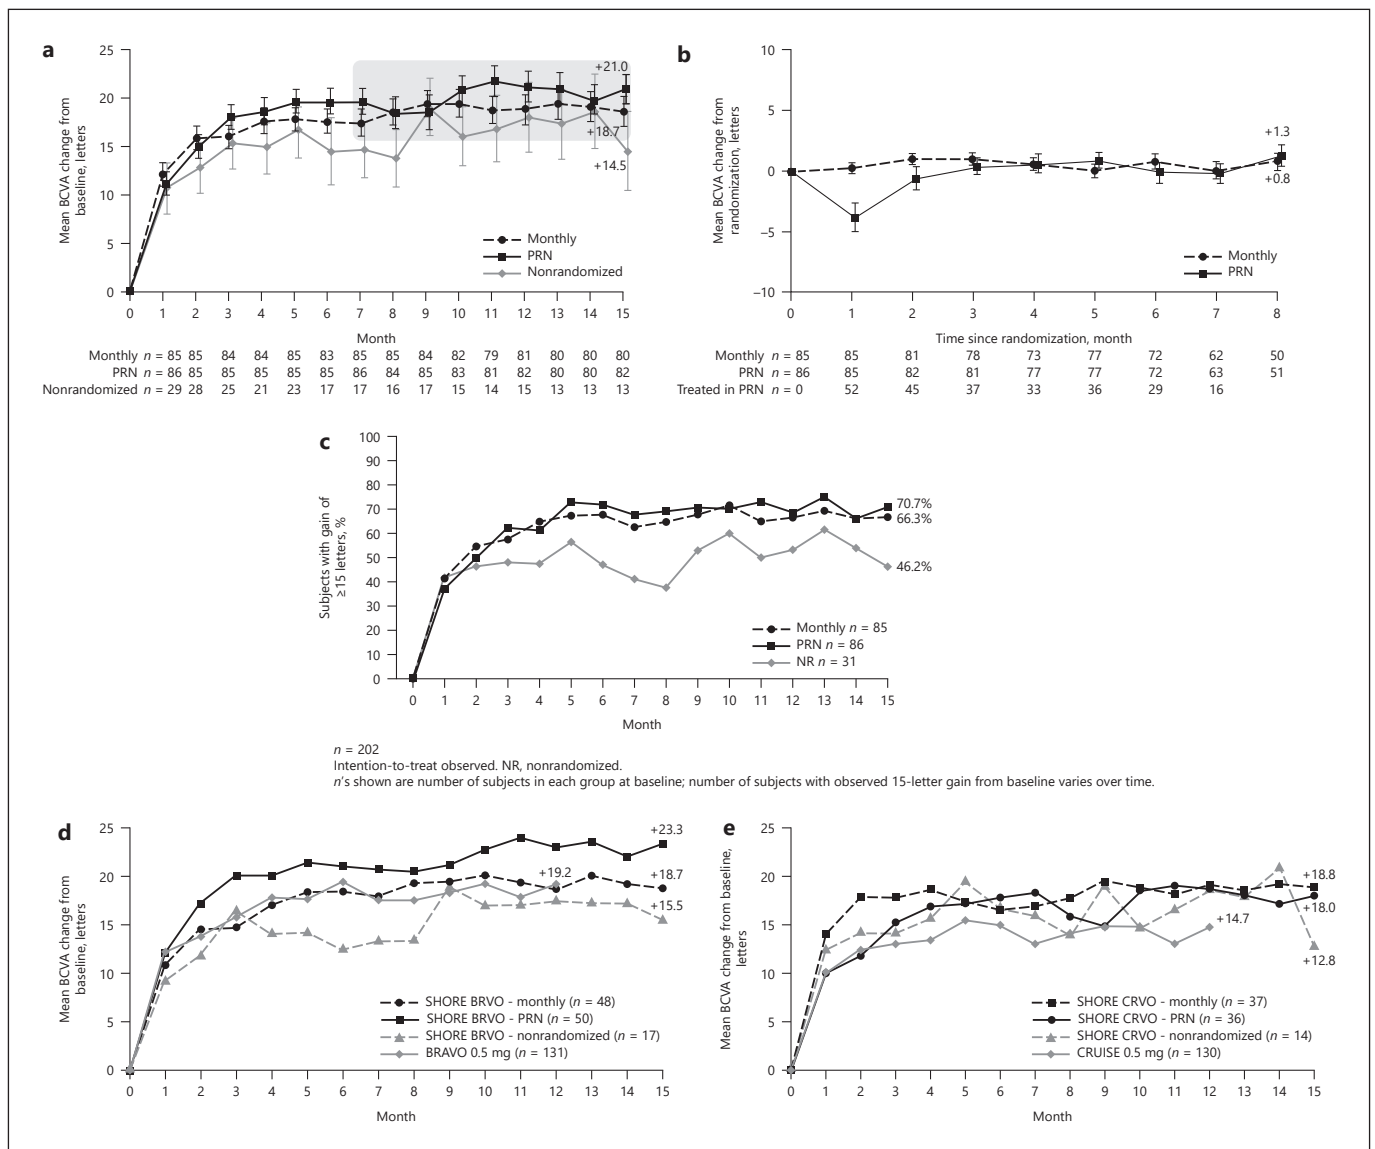 a
25
20
15
10
5
0
Mean BCVA change from
baseline, letters
+21.0
+18.7
+14.5
Monthly
PRN
Nonrandomized
0 1 2 3 4 5 6 7 8 9 10 11 12 13 14 15
Month
Monthly n = 85 85 84 84 85 83 85 85 84 82 79 81 80 80 80
PRN n = 86 85 85 85 85 85 86 84 85 83 81 82 80 80 82
Nonrandomized n = 29 28 25 21 23 17 17 16 17 15 14 15 13 13 13
b
10
5
0
–5
–10
Mean BCVA change from
randomization, letters
+1.3
+0.8
Monthly
PRN
0 1 2 3 4 5 6 7 8
Time since randomization, month
Monthly n = 85 85 81 78 73 77 72 62 50
PRN n = 86 85 82 81 77 77 72 63 51
Treated in PRN n = 0 52 45 37 33 36 29 16
c
100
90
80
70
60
50
40
30
20
10
0
Subjects with gain of
≥15 letters, %
70.7%
66.3%
46.2%
Monthly n = 85
PRN n = 86
NR n = 31
0 1 2 3 4 5 6 7 8 9 10 11 12 13 14 15
Month
n = 202
Intention-to-treat observed. NR, nonrandomized.
n's shown are number of subjects in each group at baseline; number of subjects with observed 15-letter gain from baseline varies over time.
d
25
20
15
10
5
0
Mean BCVA change from
baseline, letters
+23.3
+19.2
+18.7
+15.5
SHORE BRVO - monthly (n = 48)
SHORE BRVO - PRN (n = 50)
SHORE BRVO - nonrandomized (n = 17)
BRAVO 0.5 mg (n = 131)
0 1 2 3 4 5 6 7 8 9 10 11 12 13 14 15
Month
e
25
20
15
10
5
0
Mean BCVA change from baseline,
letters
+18.8
+18.0
+14.7
+12.8
SHORE CRVO - monthly (n = 37)
SHORE CRVO - PRN (n = 36)
SHORE CRVO - nonrandomized (n = 14)
CRUISE 0.5 mg (n = 130)
0 1 2 3 4 5 6 7 8 9 10 11 12 13 14 15
Month